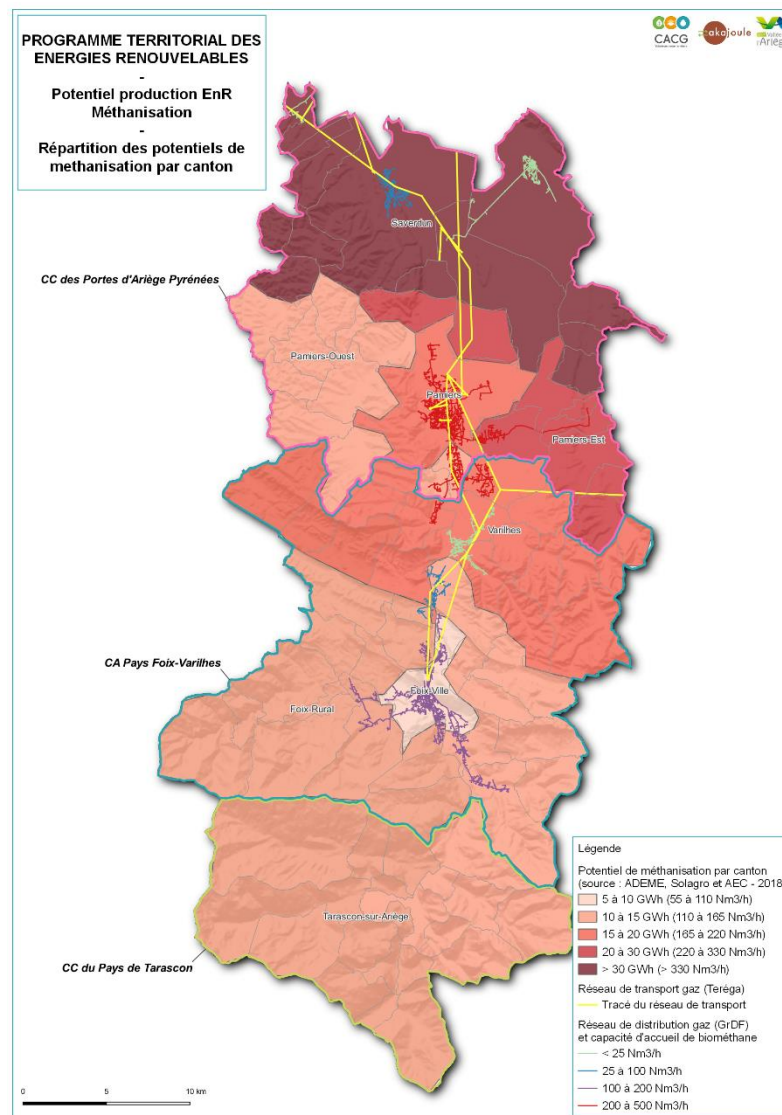 PROGRAMME TERRITORIAL DES
ENERGIES RENOUVELABLES
-
Potentiel production EnR
Méthanisation
-
Répartition des potentiels de
methanisation par canton
CACG
akajoule
Ariège
Saverdun
CC des Portes d'Ariège Pyrénées
Pamiers-Ouest
Pamiers
Pamiers-Est
Varilhes
CA Pays Foix-Varilhes
Foix-Ville
Foix-Rural
Tarascon-sur-Ariège
CC du Pays de Tarascon
Légende
Potentiel de méthanisation par canton
(source : ADEME, Solagro et AEC - 2018
5 à 10 GWh (55 à 110 Nm3/h)
10 à 15 GWh (110 à 165 Nm3/h)
15 à 20 GWh (165 à 220 Nm3/h)
20 à 30 GWh (220 à 330 Nm3/h)
> 30 GWh (> 330 Nm3/h)
Réseau de transport gaz (Teréga)
Tracé du réseau de transport
Réseau de distribution gaz (GrDF)
et capacité d'accueil de biométhane
< 25 Nm3/h
25 à 100 Nm3/h
100 à 200 Nm3/h
200 à 500 Nm3/h
0 5 10 km